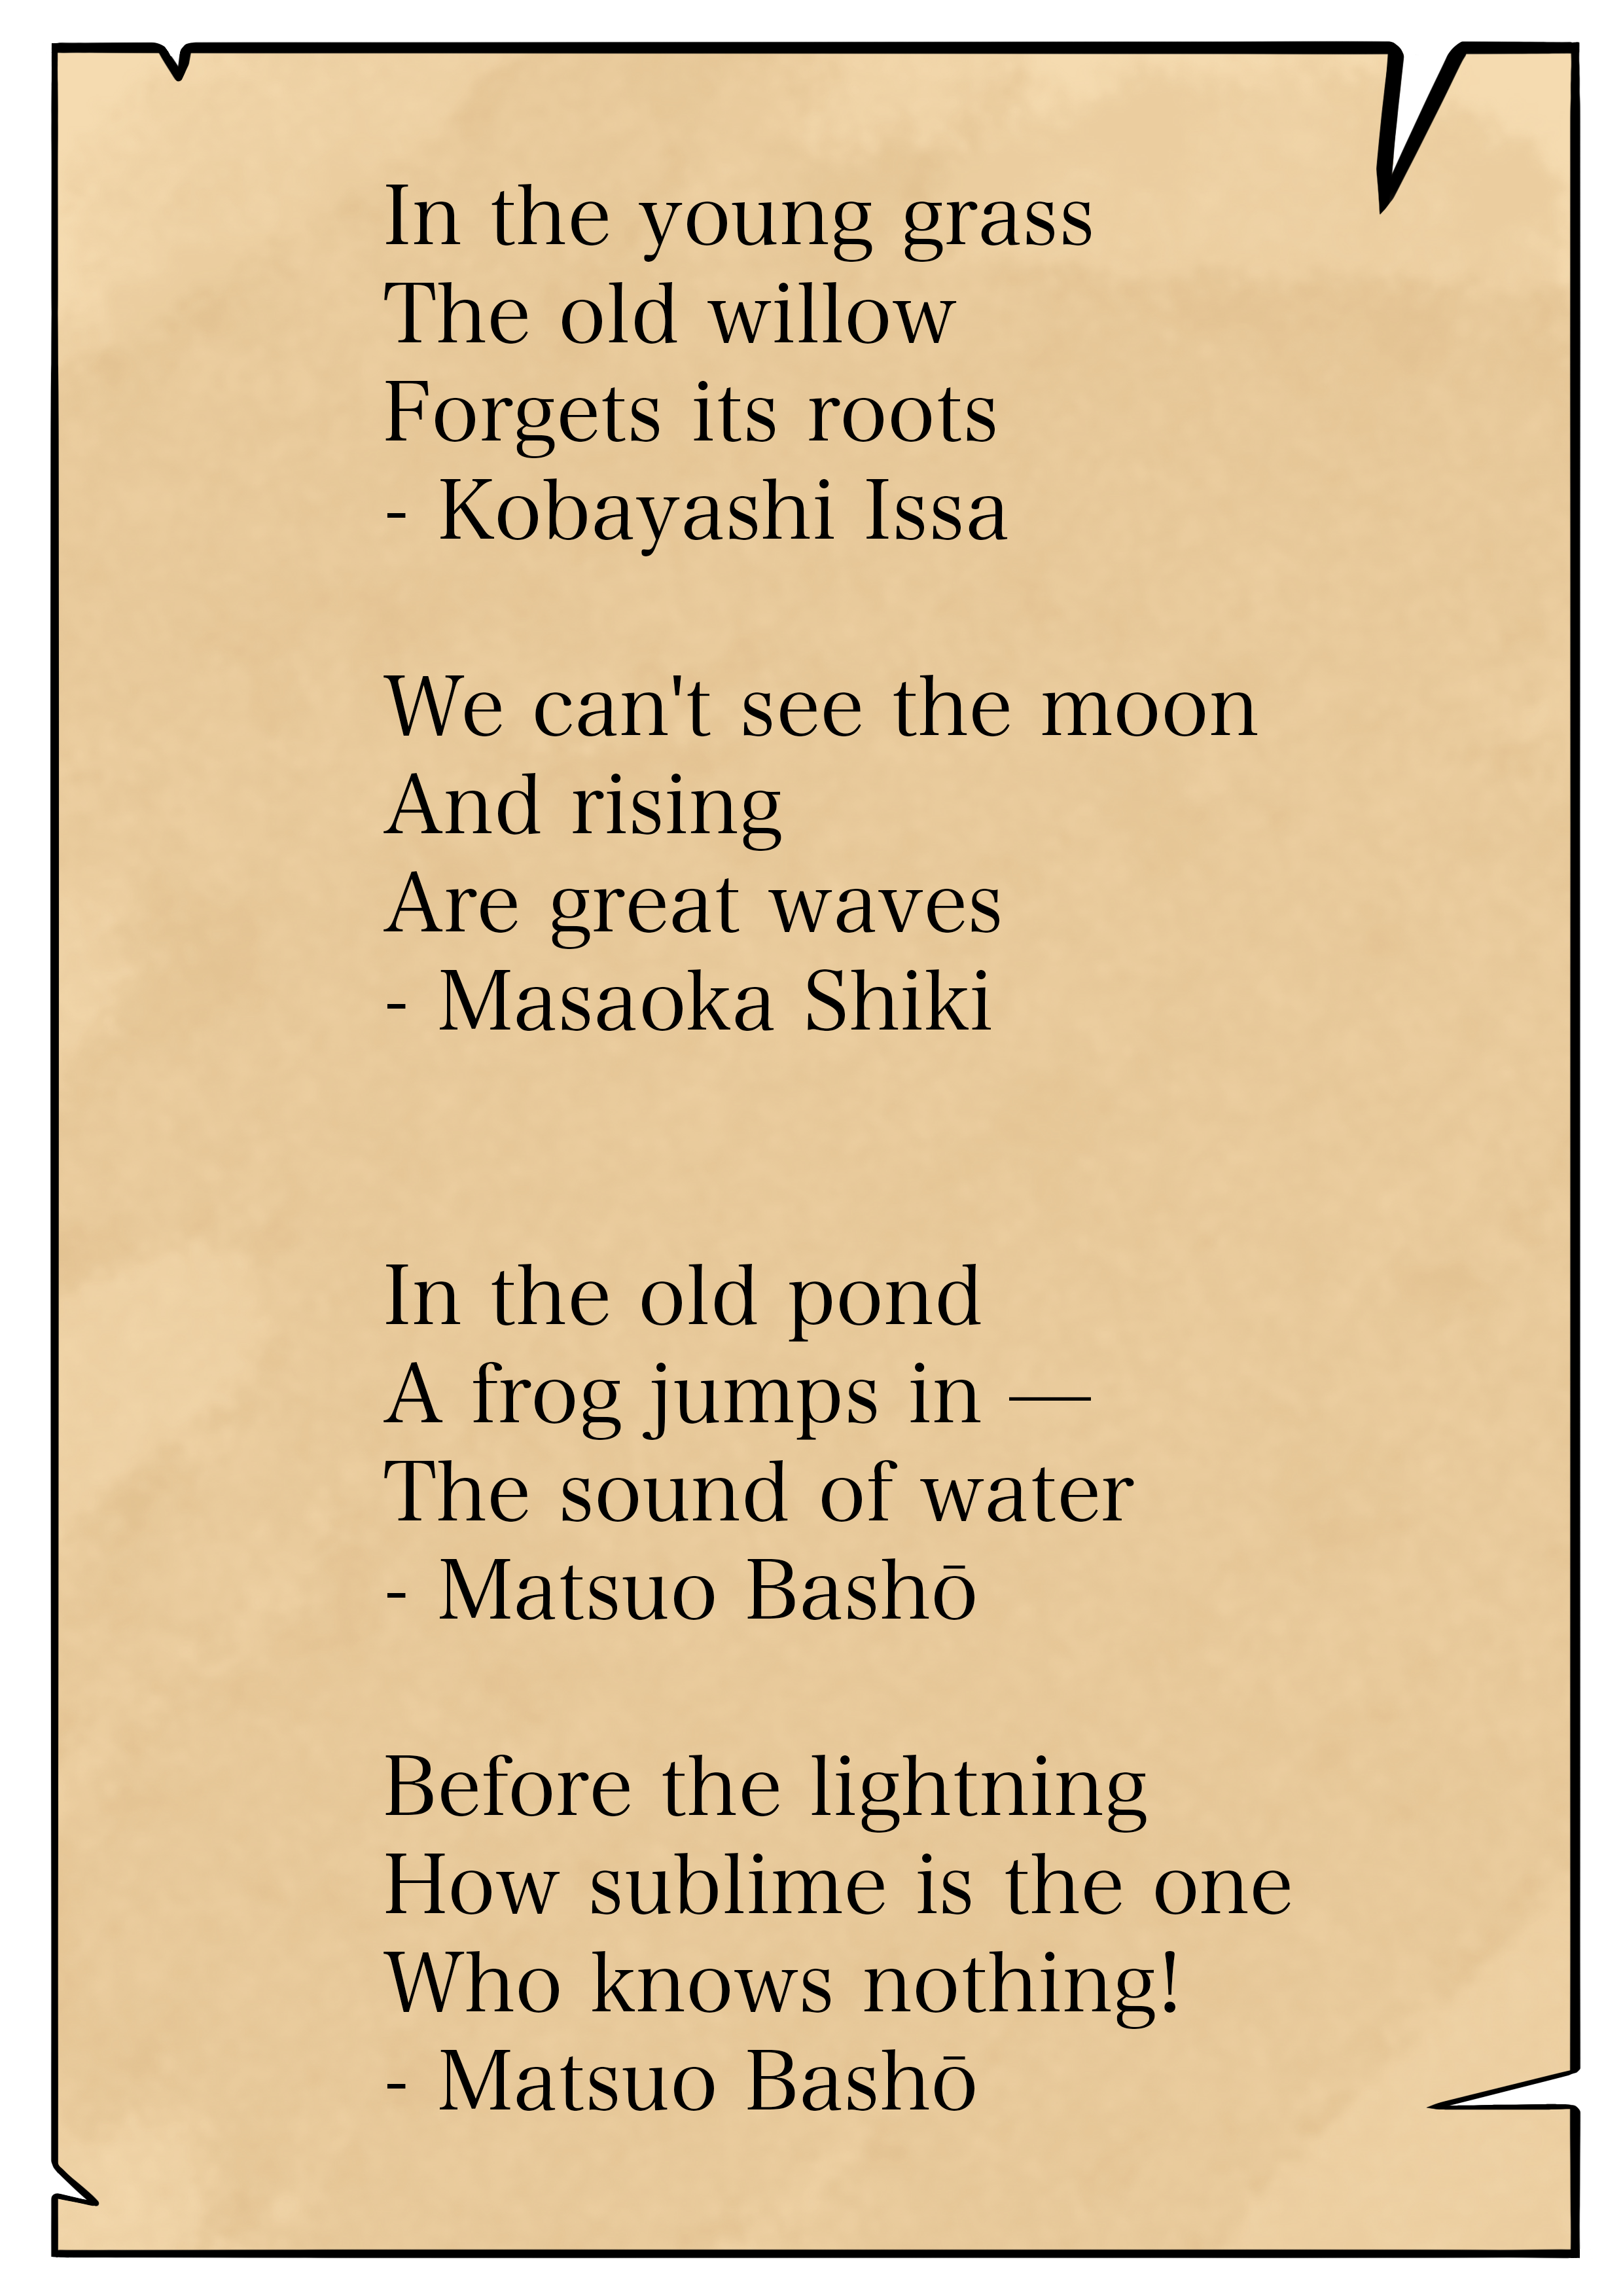 In the young grass
The old willow
Forgets its roots
- Kobayashi Issa
We can't see the moon
And rising
Are great waves
- Masaoka Shiki
In the old pond
A frog jumps in —
The sound of water
- Matsuo Bashō
Before the lightning
How sublime is the one
Who knows nothing!
- Matsuo Bashō